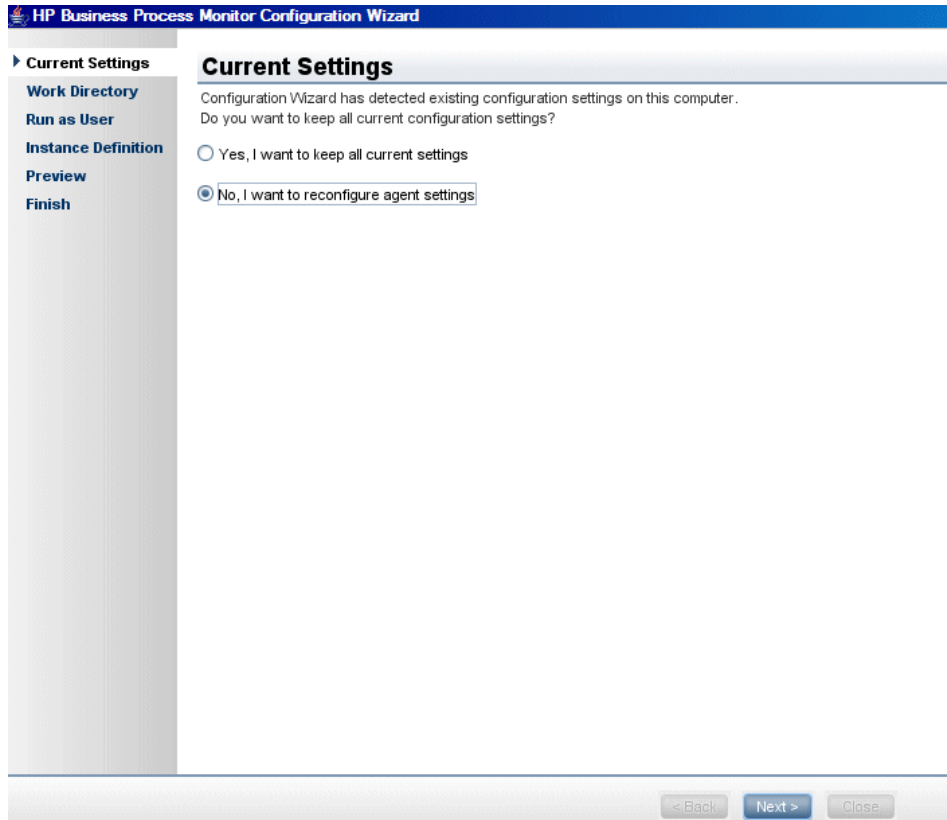 HP Business Process Monitor Configuration Wizard
Current Settings
Work Directory
Run as User
Instance Definition
Preview
Finish
Current Settings
Configuration Wizard has detected existing configuration settings on this computer.
Do you want to keep all current configuration settings?
Yes, I want to keep all current settings
No, I want to reconfigure agent settings
< Back
Next >
Close